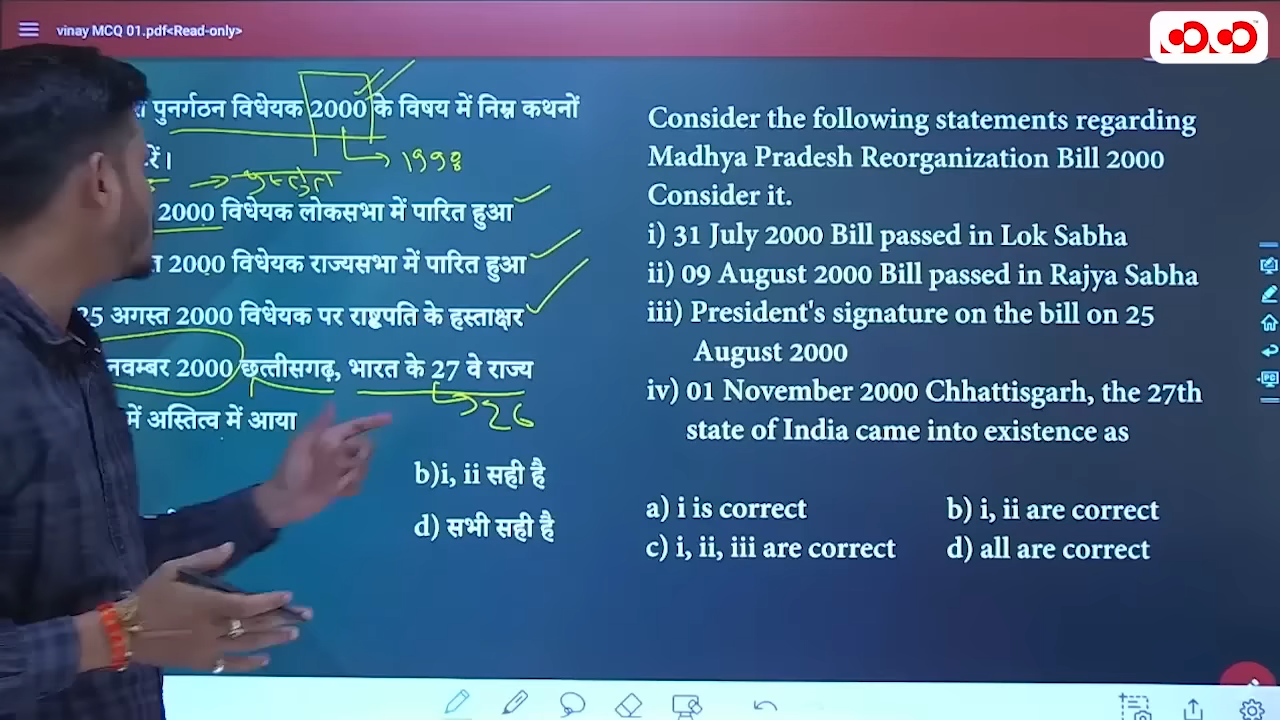 vinay MCQ 01.pdf<Read-only>
पुनर्गठन विधेयक 2000 के विषय में निम्न कथनों
1998
प्रस्तुत
2000 विधेयक लोकसभा में पारित हुआ
2000 विधेयक राज्यसभा में पारित हुआ
25 अगस्त 2000 विधेयक पर राष्ट्रपति के हस्ताक्षर
नवम्बर 2000 छत्तीसगढ़, भारत के 27 वे राज्य
26
में अस्तित्व में आया
b)i, ii सही है
d) सभी सही है
Consider the following statements regarding
Madhya Pradesh Reorganization Bill 2000
Consider it.
i) 31 July 2000 Bill passed in Lok Sabha
ii) 09 August 2000 Bill passed in Rajya Sabha
iii) President's signature on the bill on 25
August 2000
iv) 01 November 2000 Chhattisgarh, the 27th
state of India came into existence as
a) i is correct b) i, ii are correct
c) i, ii, iii are correct d) all are correct